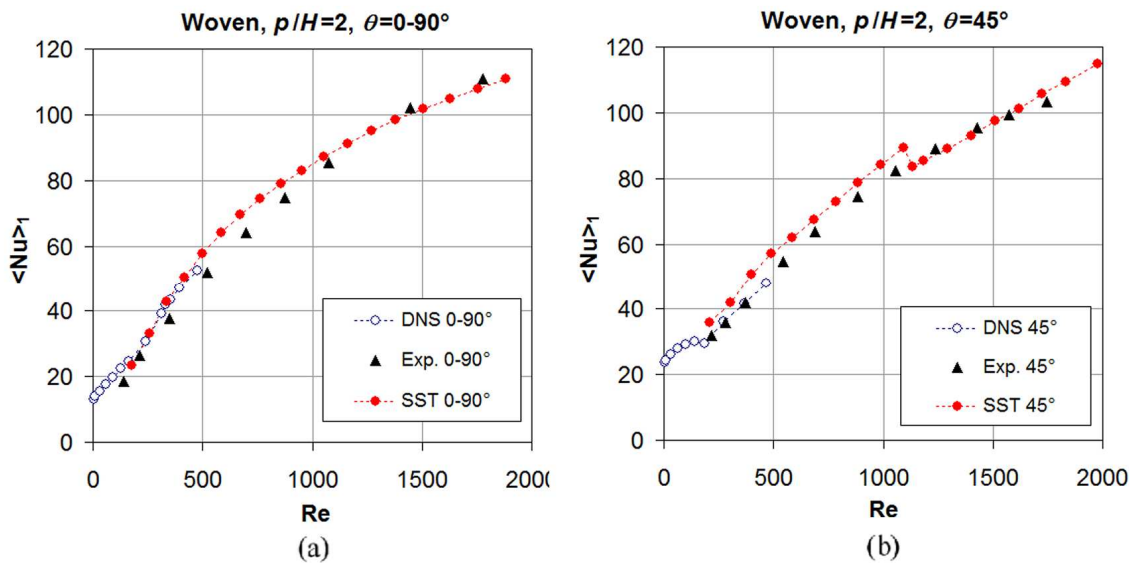 Woven, p/H=2, θ=0-90°
120
100
80
60
40
20
0
<Nu>₁
DNS 0-90°
Exp. 0-90°
SST 0-90°
0 500 1000 1500 2000
Re
(a)
Woven, p/H=2, θ=45°
120
100
80
60
40
20
0
<Nu>₁
DNS 45°
Exp. 45°
SST 45°
0 500 1000 1500 2000
Re
(b)